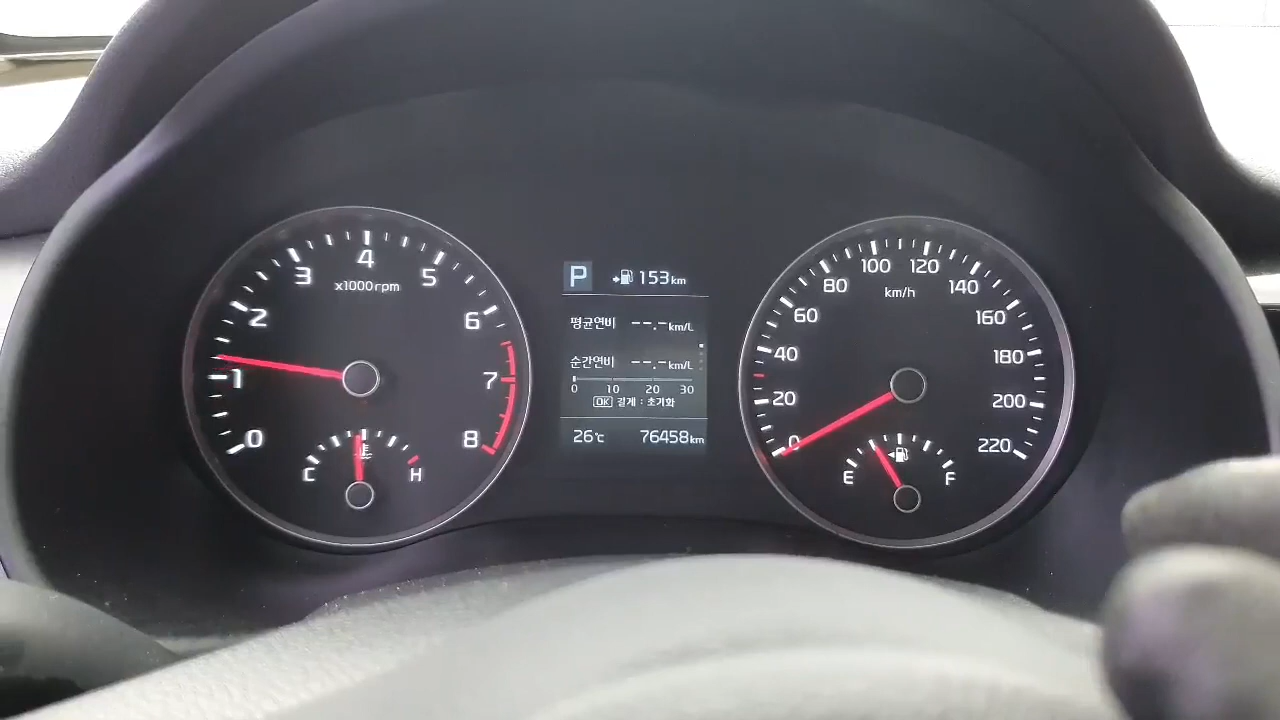 0 1 2 3 4 5 6 7 8
x1000rpm
C H
P 153km
평균연비 --.-km/L
순간연비 --.-km/L
0 10 20 30
OK 길게 : 초기화
26℃ 76458km
0 20 40 60 80 100 120 140 160 180 200 220
km/h
E F